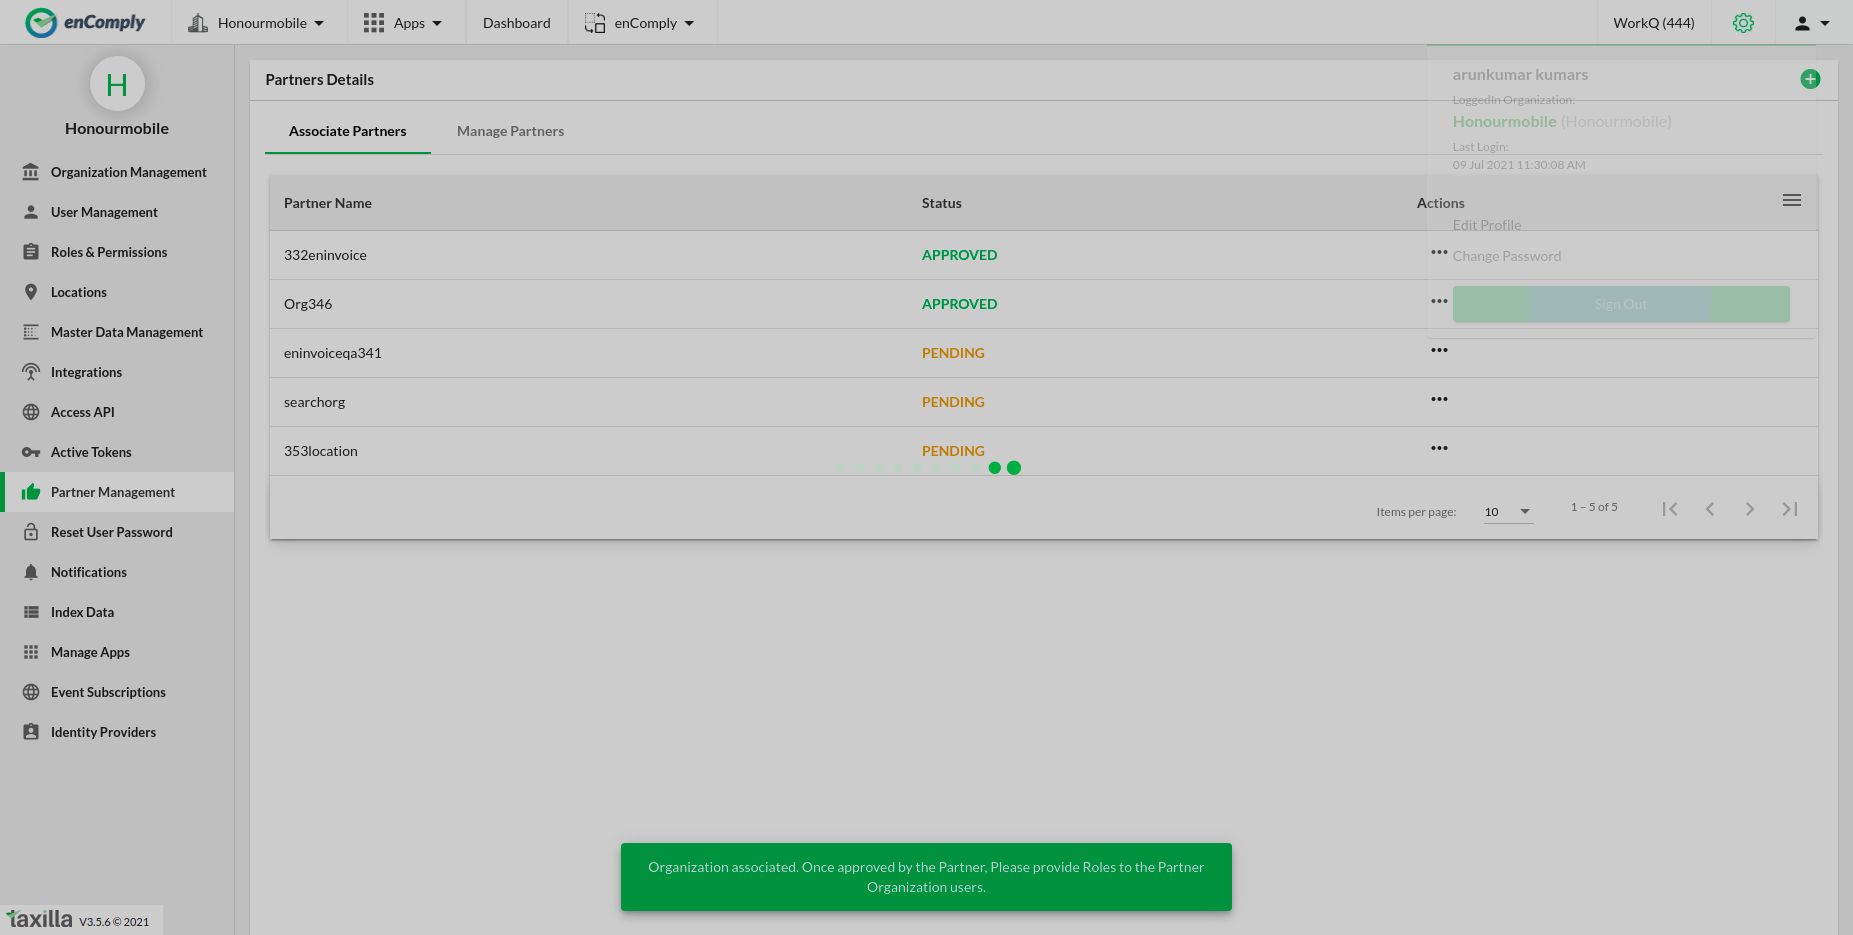 enComply
Honourmobile
Apps
Dashboard
enComply
WorkQ (444)
H
Honourmobile
Organization Management
User Management
Roles & Permissions
Locations
Master Data Management
Integrations
Access API
Active Tokens
Partner Management
Reset User Password
Notifications
Index Data
Manage Apps
Event Subscriptions
Identity Providers
taxilla V3.5.6 © 2021
Partners Details
Associate Partners
Manage Partners
Partner Name
Status
Actions
332eninvoice
APPROVED
Org346
APPROVED
eninvoiceqa341
PENDING
searchorg
PENDING
353location
PENDING
Items per page:
10
1 – 5 of 5
arunkumar kumars
LoggedIn Organization:
Honourmobile (Honourmobile)
Last Login:
09 Jul 2021 11:30:08 AM
Edit Profile
Change Password
Sign Out
Organization associated. Once approved by the Partner, Please provide Roles to the Partner
Organization users.